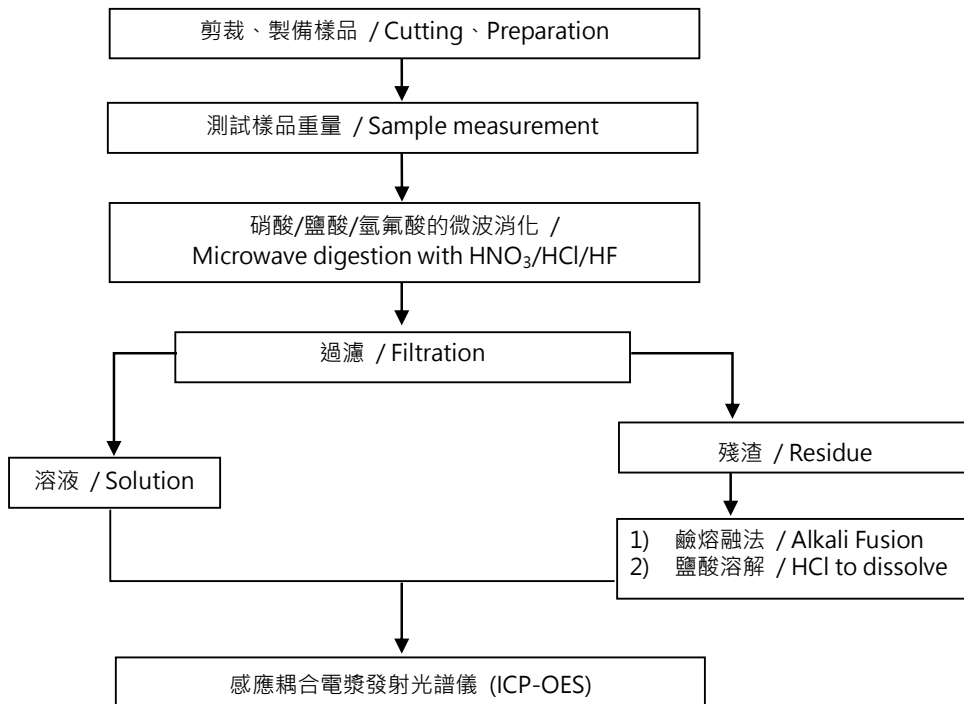 剪裁、製備樣品 / Cutting、Preparation
測試樣品重量 / Sample measurement
硝酸/鹽酸/氫氟酸的微波消化 /
Microwave digestion with HNO₃/HCl/HF
過濾 / Filtration
溶液 / Solution
殘渣 / Residue
1) 鹼熔融法 / Alkali Fusion
2) 鹽酸溶解 / HCl to dissolve
感應耦合電漿發射光譜儀 (ICP-OES)